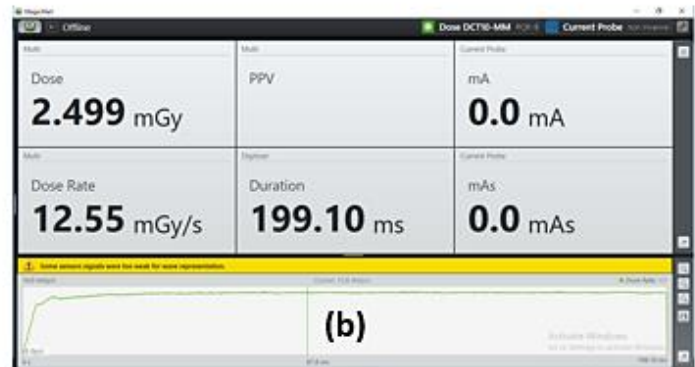 Offline
Dose DCT10-MM
Current Probe
Multi
Multi
Current Probe
Dose
PPV
mA
2.499 mGy
0.0 mA
Multi
Digitizer
Current Probe
Dose Rate
Duration
mAs
12.55 mGy/s
199.10 ms
0.0 mAs
Some sensors signals were too weak for wave representation.
(b)
Activate Windows